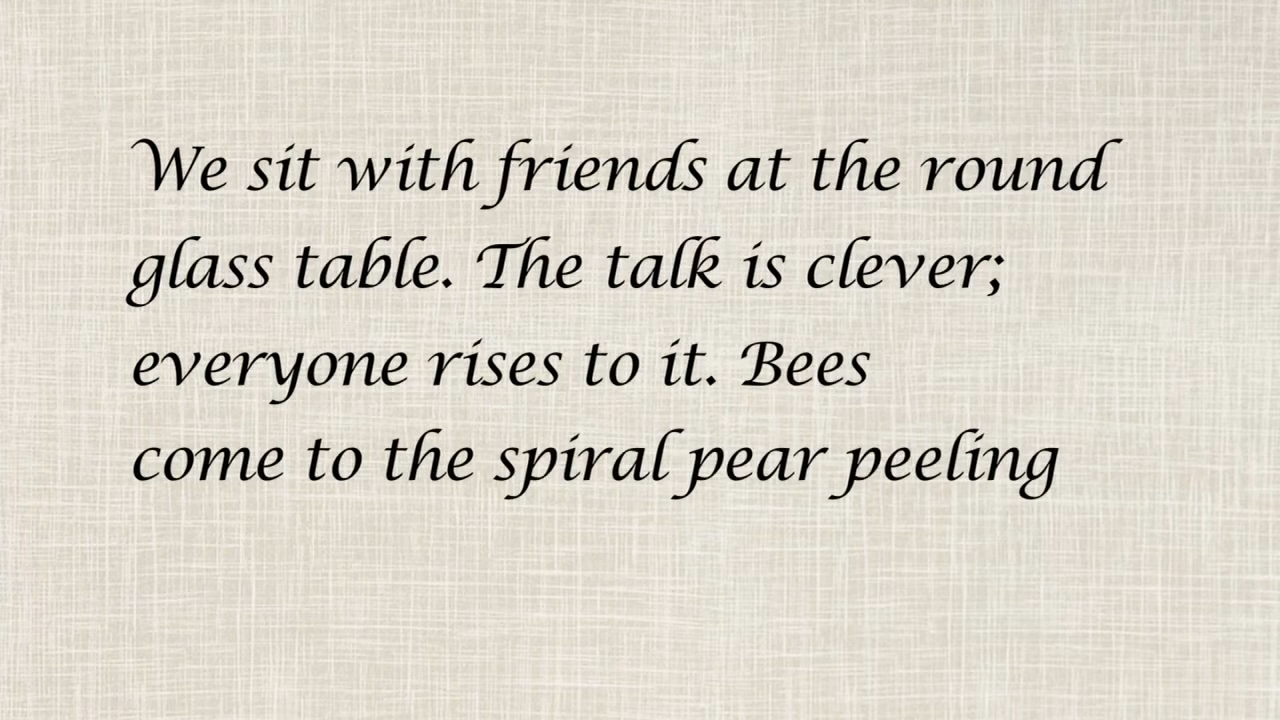 We sit with friends at the round
glass table. The talk is clever;
everyone rises to it. Bees
come to the spiral pear peeling